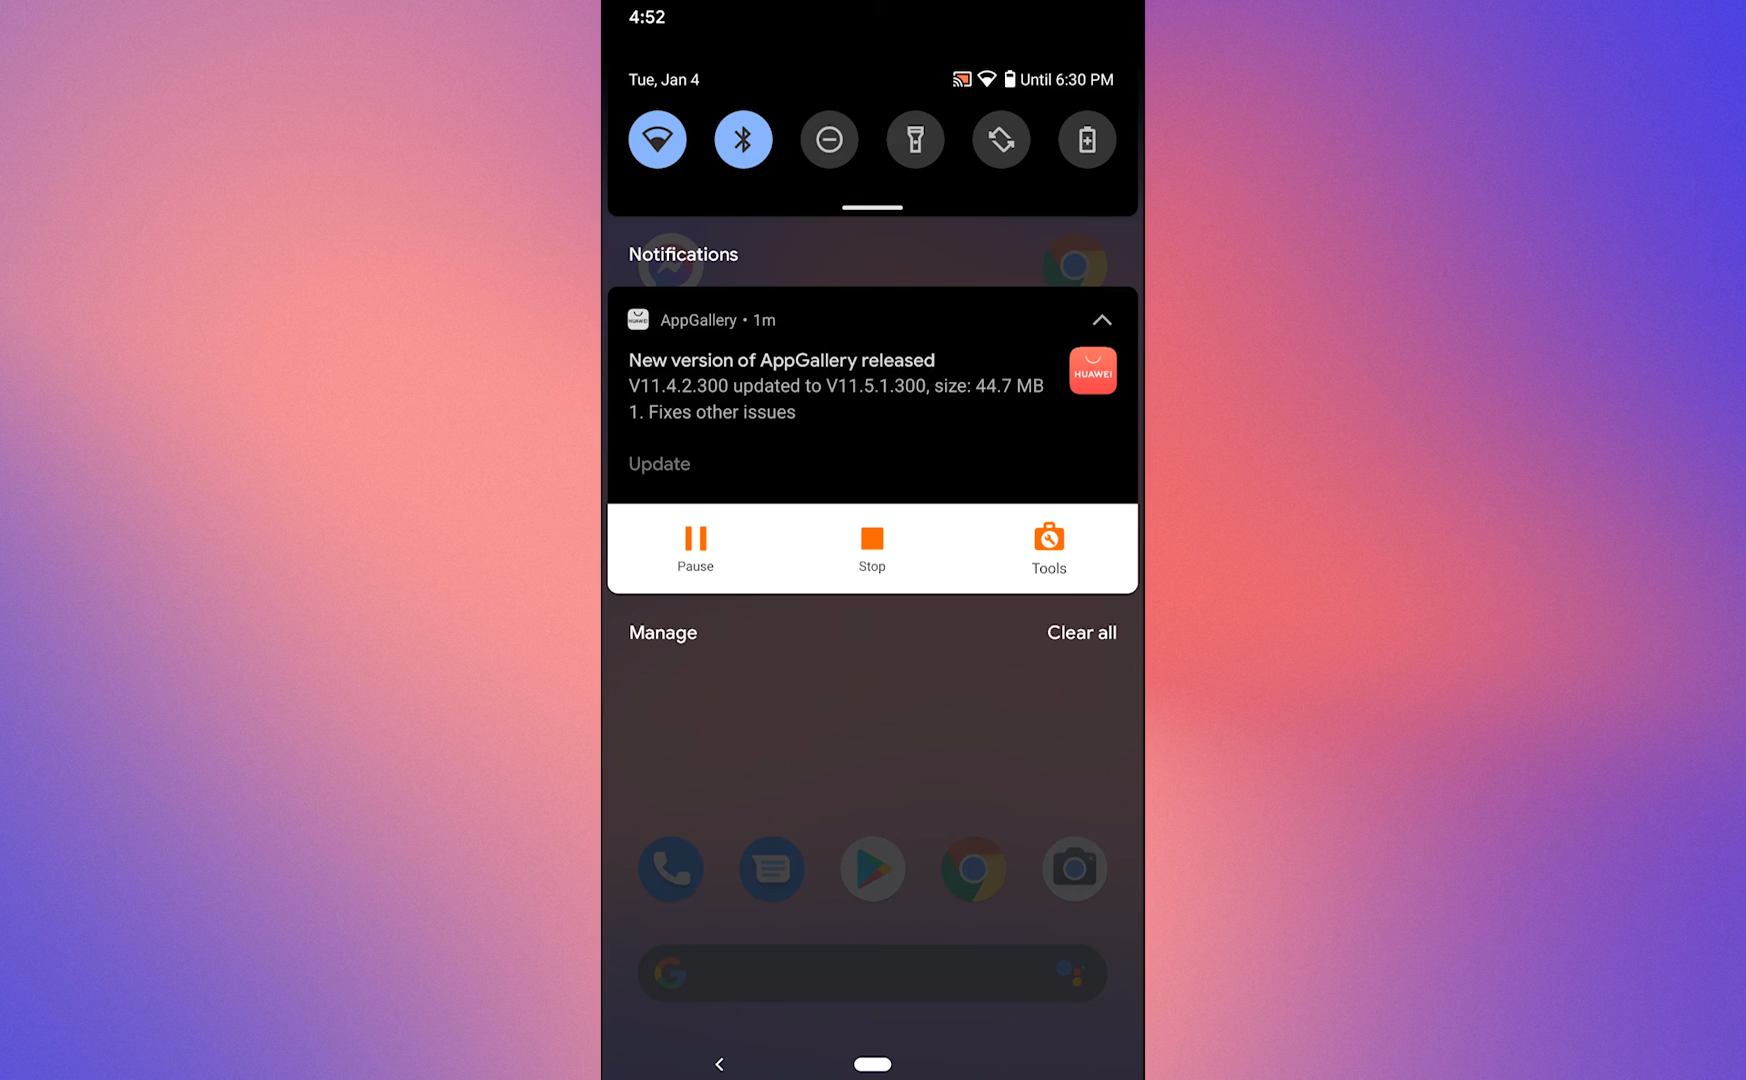 4:52
Tue, Jan 4
Until 6:30 PM
Notifications
HUAWEI
AppGallery • 1m
New version of AppGallery released
V11.4.2.300 updated to V11.5.1.300, size: 44.7 MB
1. Fixes other issues
HUAWEI
Update
Pause
Stop
Tools
Manage
Clear all